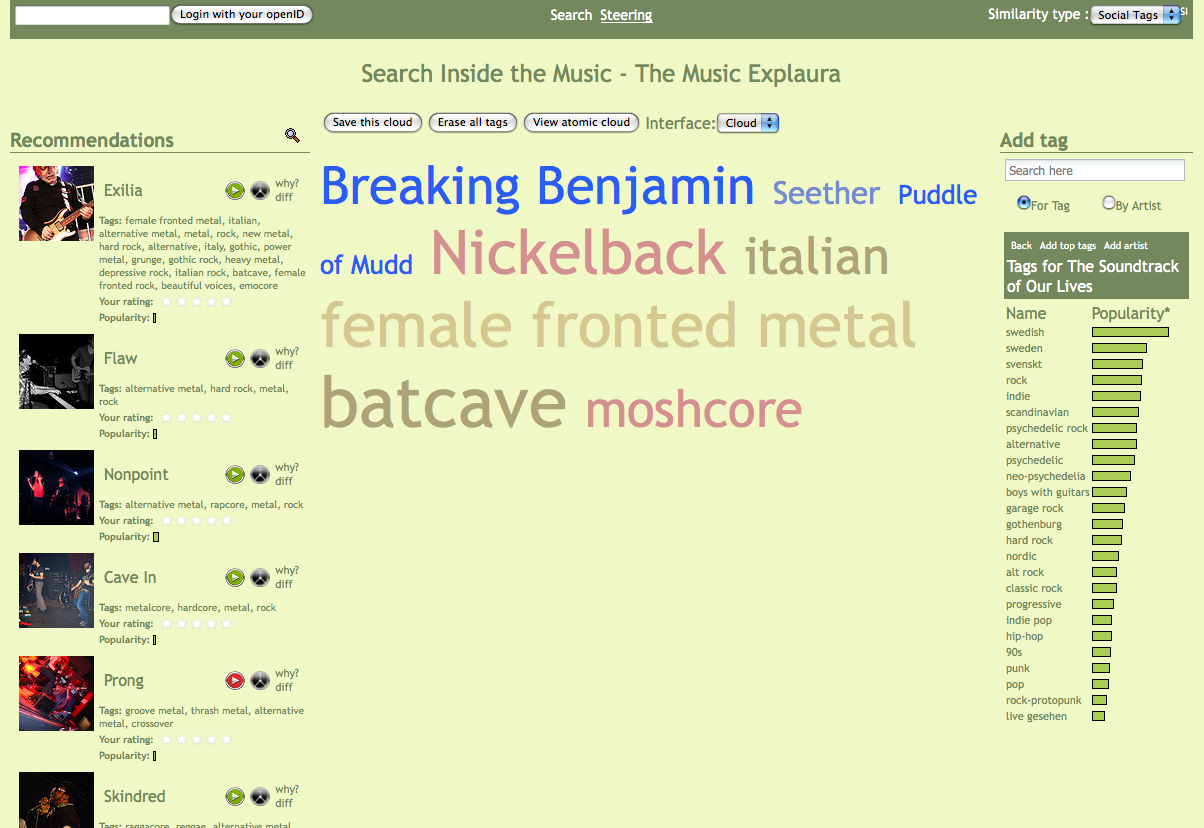 Login with your openID
Search Steering
Similarity type : Social Tags
SI
Search Inside the Music - The Music Explaura
Save this cloud
Erase all tags
View atomic cloud
Interface: Cloud
Recommendations
Exilia
why?
diff
Tags: female fronted metal, italian,
alternative metal, metal, rock, new metal,
hard rock, alternative, italy, gothic, power
metal, grunge, gothic rock, heavy metal,
depressive rock, italian rock, batcave, female
fronted rock, beautiful voices, emocore
Your rating:
Popularity:
Flaw
why?
diff
Tags: alternative metal, hard rock, metal,
rock
Your rating:
Popularity:
Nonpoint
why?
diff
Tags: alternative metal, rapcore, metal, rock
Your rating:
Popularity:
Cave In
why?
diff
Tags: metalcore, hardcore, metal, rock
Your rating:
Popularity:
Prong
why?
diff
Tags: groove metal, thrash metal, alternative
metal, crossover
Your rating:
Popularity:
Skindred
why?
diff
Tags: raggacore, reggae, alternative metal,
Breaking Benjamin Seether Puddle
of Mudd Nickelback italian
female fronted metal
batcave moshcore
Add tag
Search here
For Tag
By Artist
Back Add top tags Add artist
Tags for The Soundtrack
of Our Lives
Name Popularity*
swedish
sweden
svenskt
rock
indie
scandinavian
psychedelic rock
alternative
psychedelic
neo-psychedelia
boys with guitars
garage rock
gothenburg
hard rock
nordic
alt rock
classic rock
progressive
indie pop
hip-hop
90s
punk
pop
rock-protopunk
live gesehen